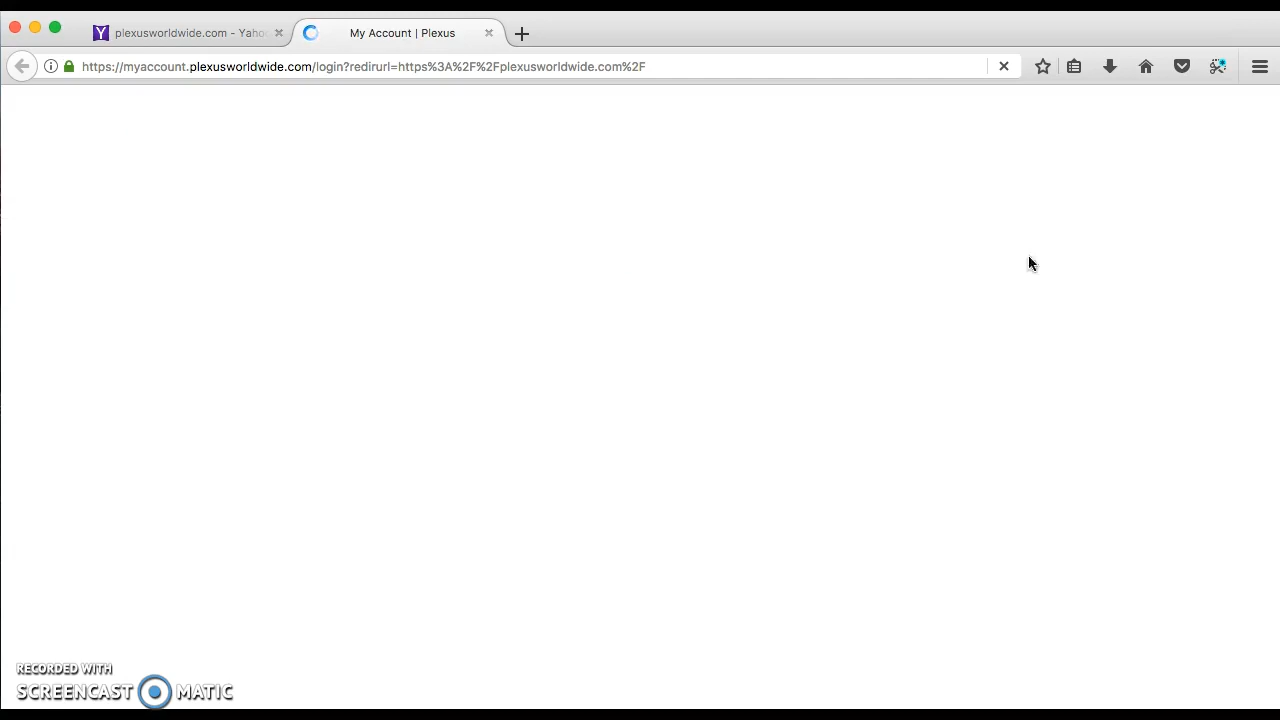 plexusworldwide.com - Yaho
My Account | Plexus
https://myaccount.plexusworldwide.com/login?redirurl=https%3A%2F%2Fplexusworldwide.com%2F
RECORDED WITH
SCREENCAST MATIC